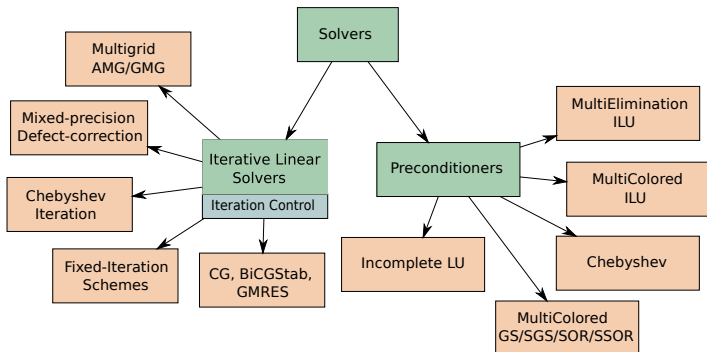 Solvers
Multigrid
AMG/GMG
Mixed-precision
Defect-correction
Iterative Linear
Solvers
Iteration Control
Chebyshev
Iteration
Fixed-Iteration
Schemes
CG, BiCGStab,
GMRES
Preconditioners
MultiElimination
ILU
MultiColored
ILU
Incomplete LU
Chebyshev
MultiColored
GS/SGS/SOR/SSOR